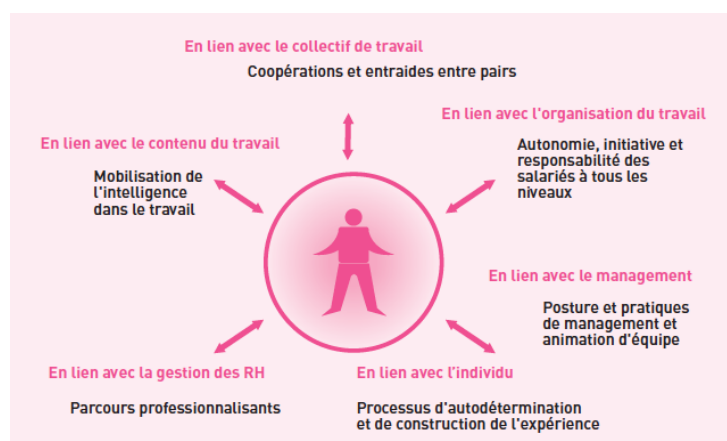 En lien avec le collectif de travail
Coopérations et entraides entre pairs
En lien avec l'organisation du travail
Autonomie, initiative et
responsabilité des
salariés à tous les
niveaux
En lien avec le contenu du travail
Mobilisation de
l'intelligence
dans le travail
En lien avec le management
Posture et pratiques
de management et
animation d'équipe
En lien avec la gestion des RH
Parcours professionnalisants
En lien avec l'individu
Processus d'autodétermination
et de construction de l'expérience